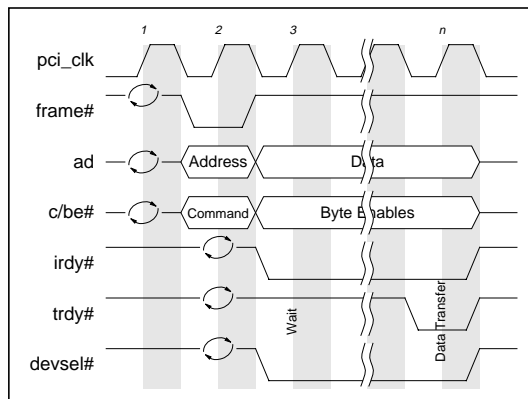 1 2 3 n
pci_clk
frame#
ad Address Data
c/be# Command Byte Enables
irdy#
trdy# Wait Data Transfer
devsel#